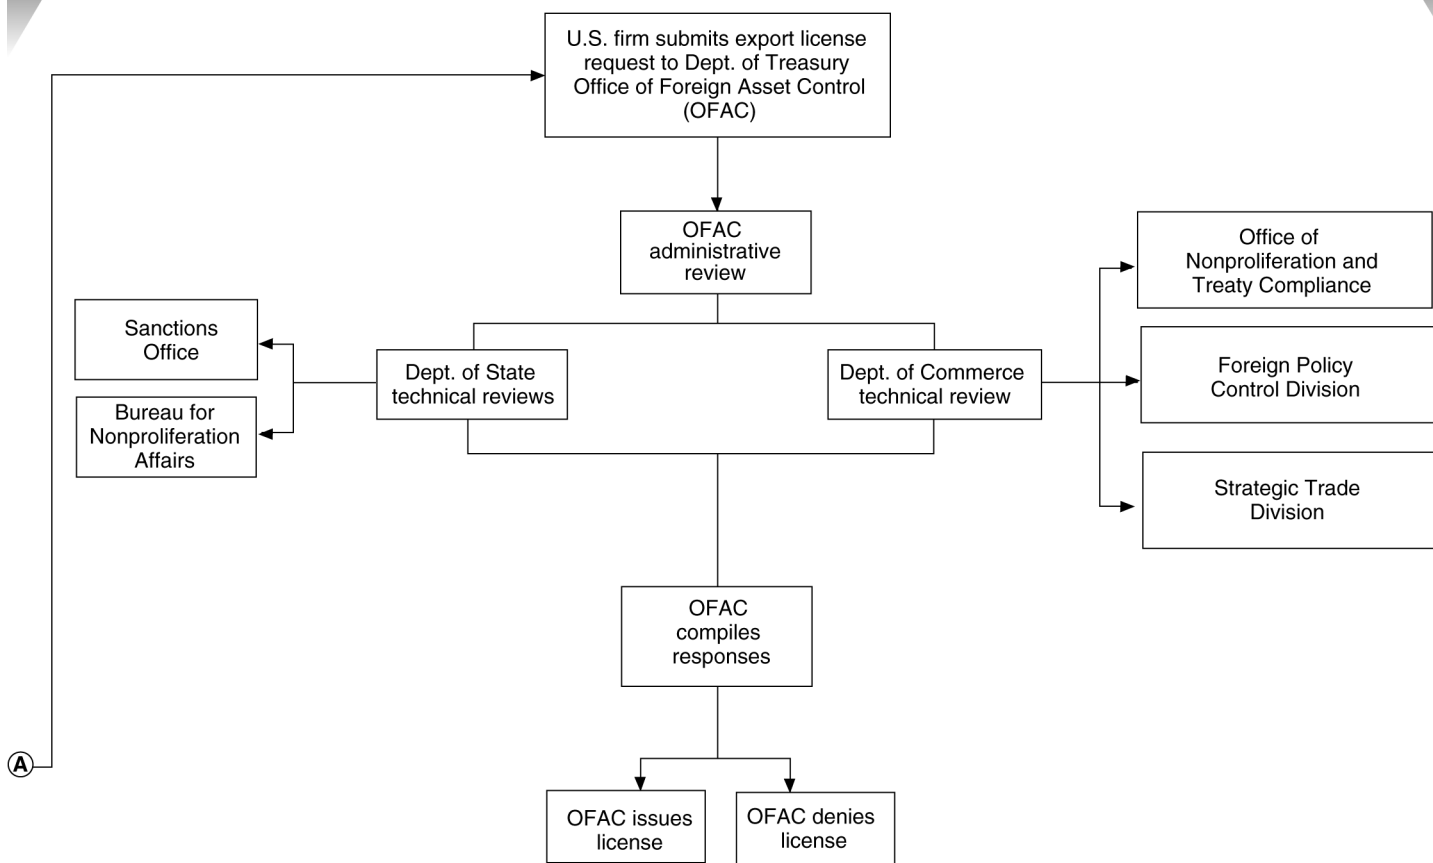 U.S. firm submits export license
request to Dept. of Treasury
Office of Foreign Asset Control
(OFAC)
OFAC
administrative
review
Office of
Nonproliferation and
Treaty Compliance
Sanctions
Office
Dept. of State
technical reviews
Dept. of Commerce
technical review
Foreign Policy
Control Division
Bureau for
Nonproliferation
Affairs
Strategic Trade
Division
OFAC
compiles
responses
A
OFAC issues
license
OFAC denies
license